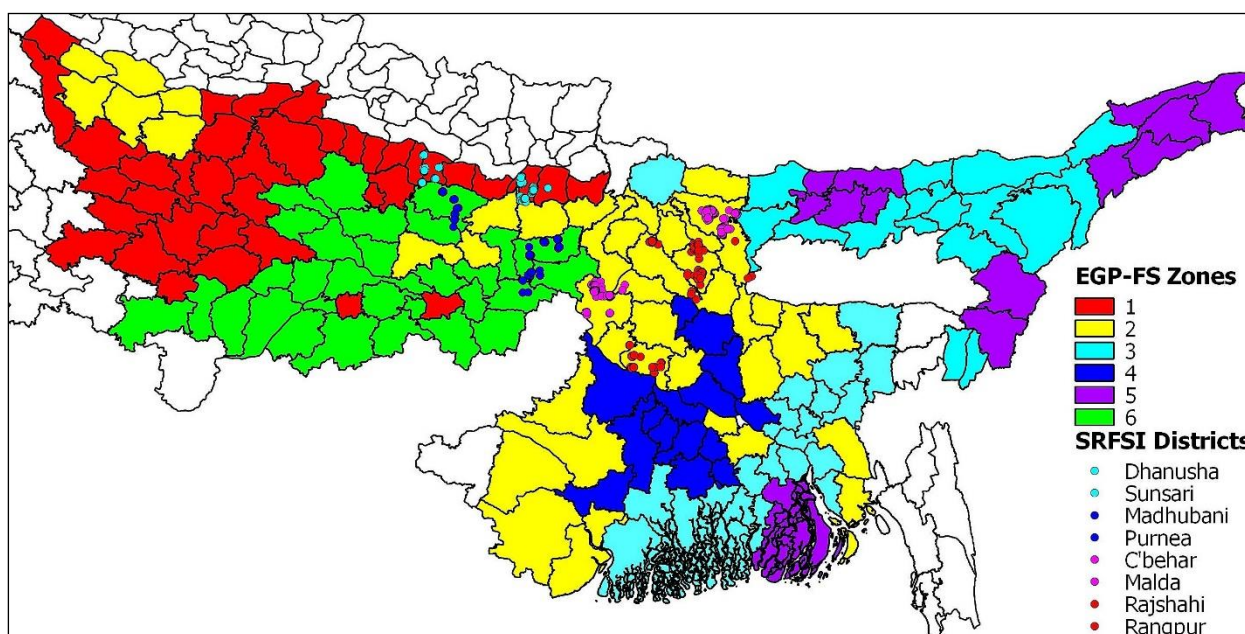 EGP-FS Zones
1
2
3
4
5
6
SRFSI Districts
Dhanusha
Sunsari
Madhubani
Purnea
C'behar
Malda
Rajshahi
Rangpur